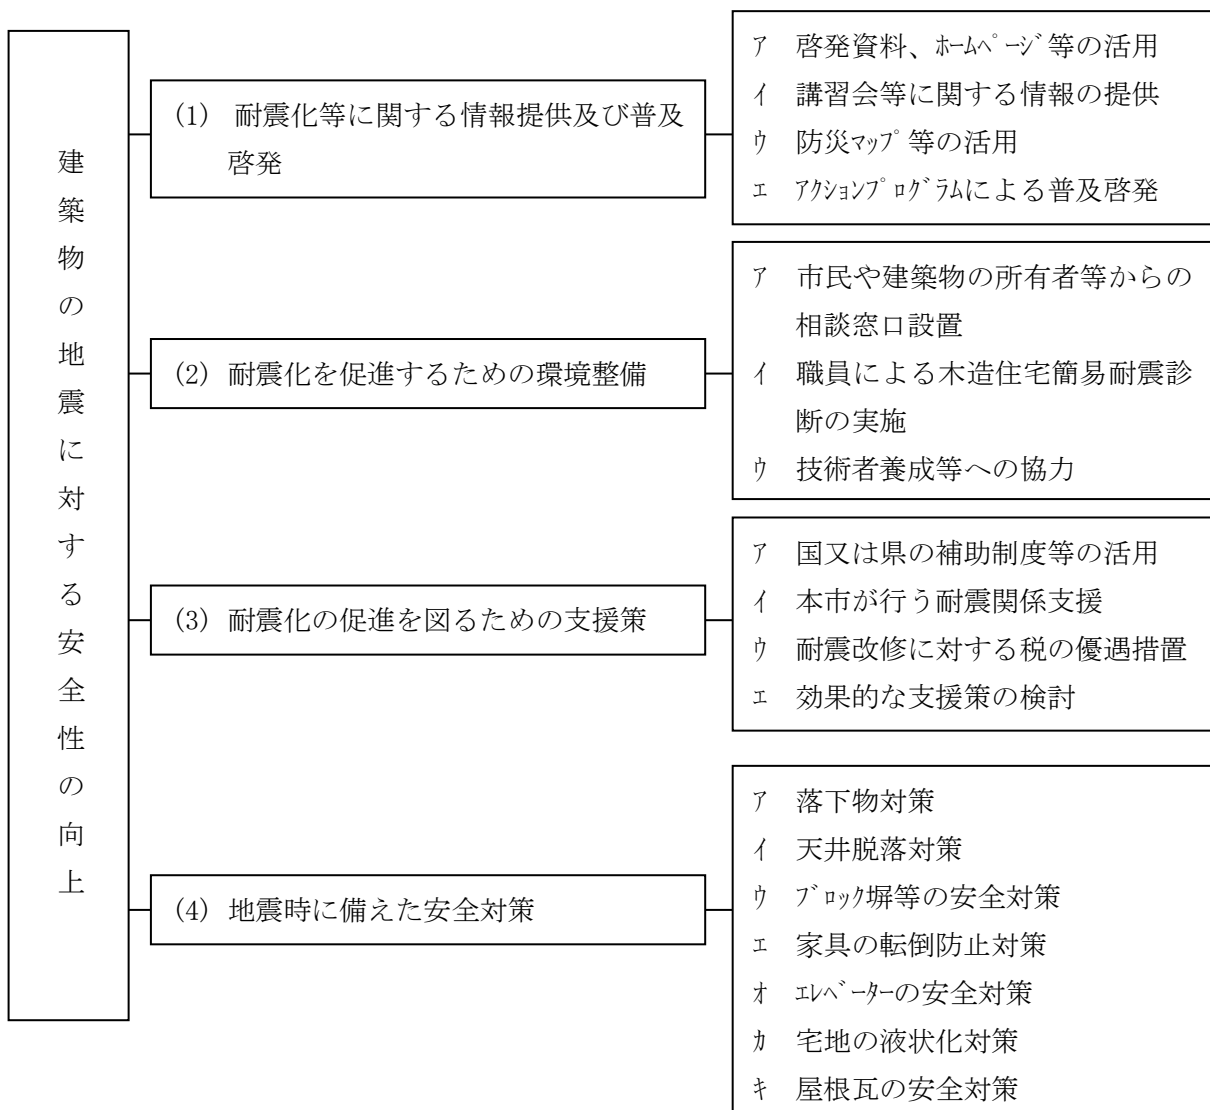 建築物の地震に対する安全性の向上
(1) 耐震化等に関する情報提供及び普及
啓発
ｱ 啓発資料、ﾎｰﾑﾍﾟｰｼﾞ等の活用
ｲ 講習会等に関する情報の提供
ｳ 防災ﾏｯﾌﾟ等の活用
ｴ ｱｸｼｮﾝﾌﾟﾛｸﾞﾗﾑによる普及啓発
(2) 耐震化を促進するための環境整備
ｱ 市民や建築物の所有者等からの
相談窓口設置
ｲ 職員による木造住宅簡易耐震診
断の実施
ｳ 技術者養成等への協力
(3) 耐震化の促進を図るための支援策
ｱ 国又は県の補助制度等の活用
ｲ 本市が行う耐震関係支援
ｳ 耐震改修に対する税の優遇措置
ｴ 効果的な支援策の検討
(4) 地震時に備えた安全対策
ｱ 落下物対策
ｲ 天井脱落対策
ｳ ﾌﾞﾛｯｸ塀等の安全対策
ｴ 家具の転倒防止対策
ｵ ｴﾚﾍﾞｰﾀｰの安全対策
ｶ 宅地の液状化対策
ｷ 屋根瓦の安全対策